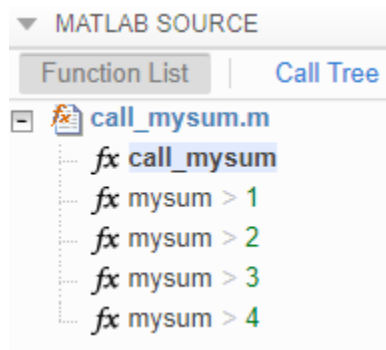 MATLAB SOURCE
Function List Call Tree
fx call_mysum.m
fx call_mysum
fx mysum > 1
fx mysum > 2
fx mysum > 3
fx mysum > 4